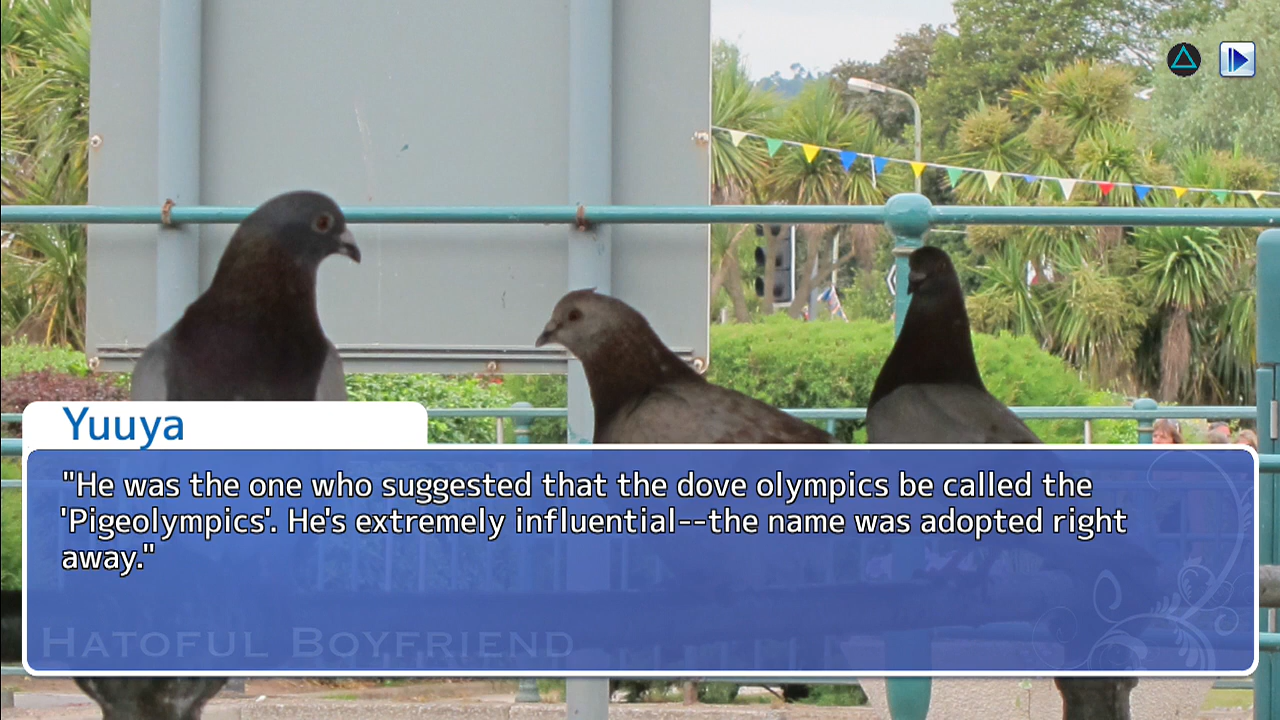 Yuuya
"He was the one who suggested that the dove olympics be called the
'Pigeolympics'. He's extremely influential--the name was adopted right
away."
HATOFUL BOYFRIEND